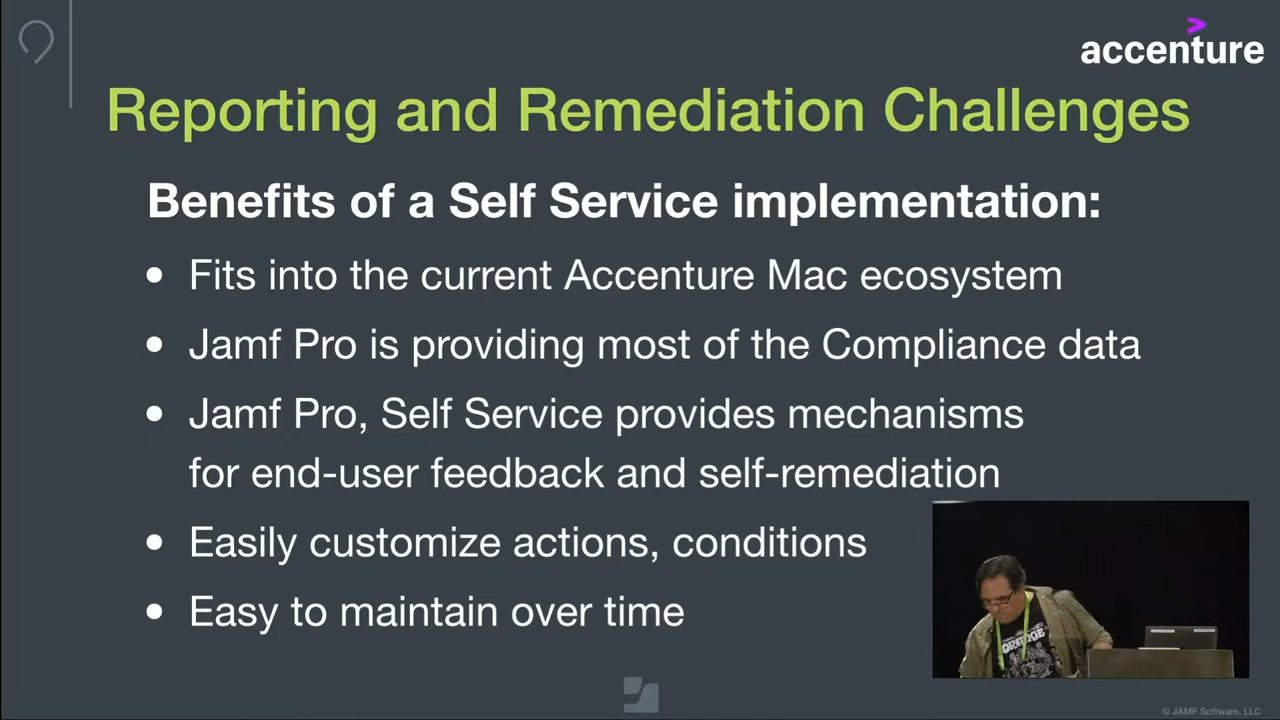 accenture
Reporting and Remediation Challenges
Benefits of a Self Service implementation:
• Fits into the current Accenture Mac ecosystem
• Jamf Pro is providing most of the Compliance data
• Jamf Pro, Self Service provides mechanisms
for end-user feedback and self-remediation
• Easily customize actions, conditions
• Easy to maintain over time
© JAMF Software, LLC